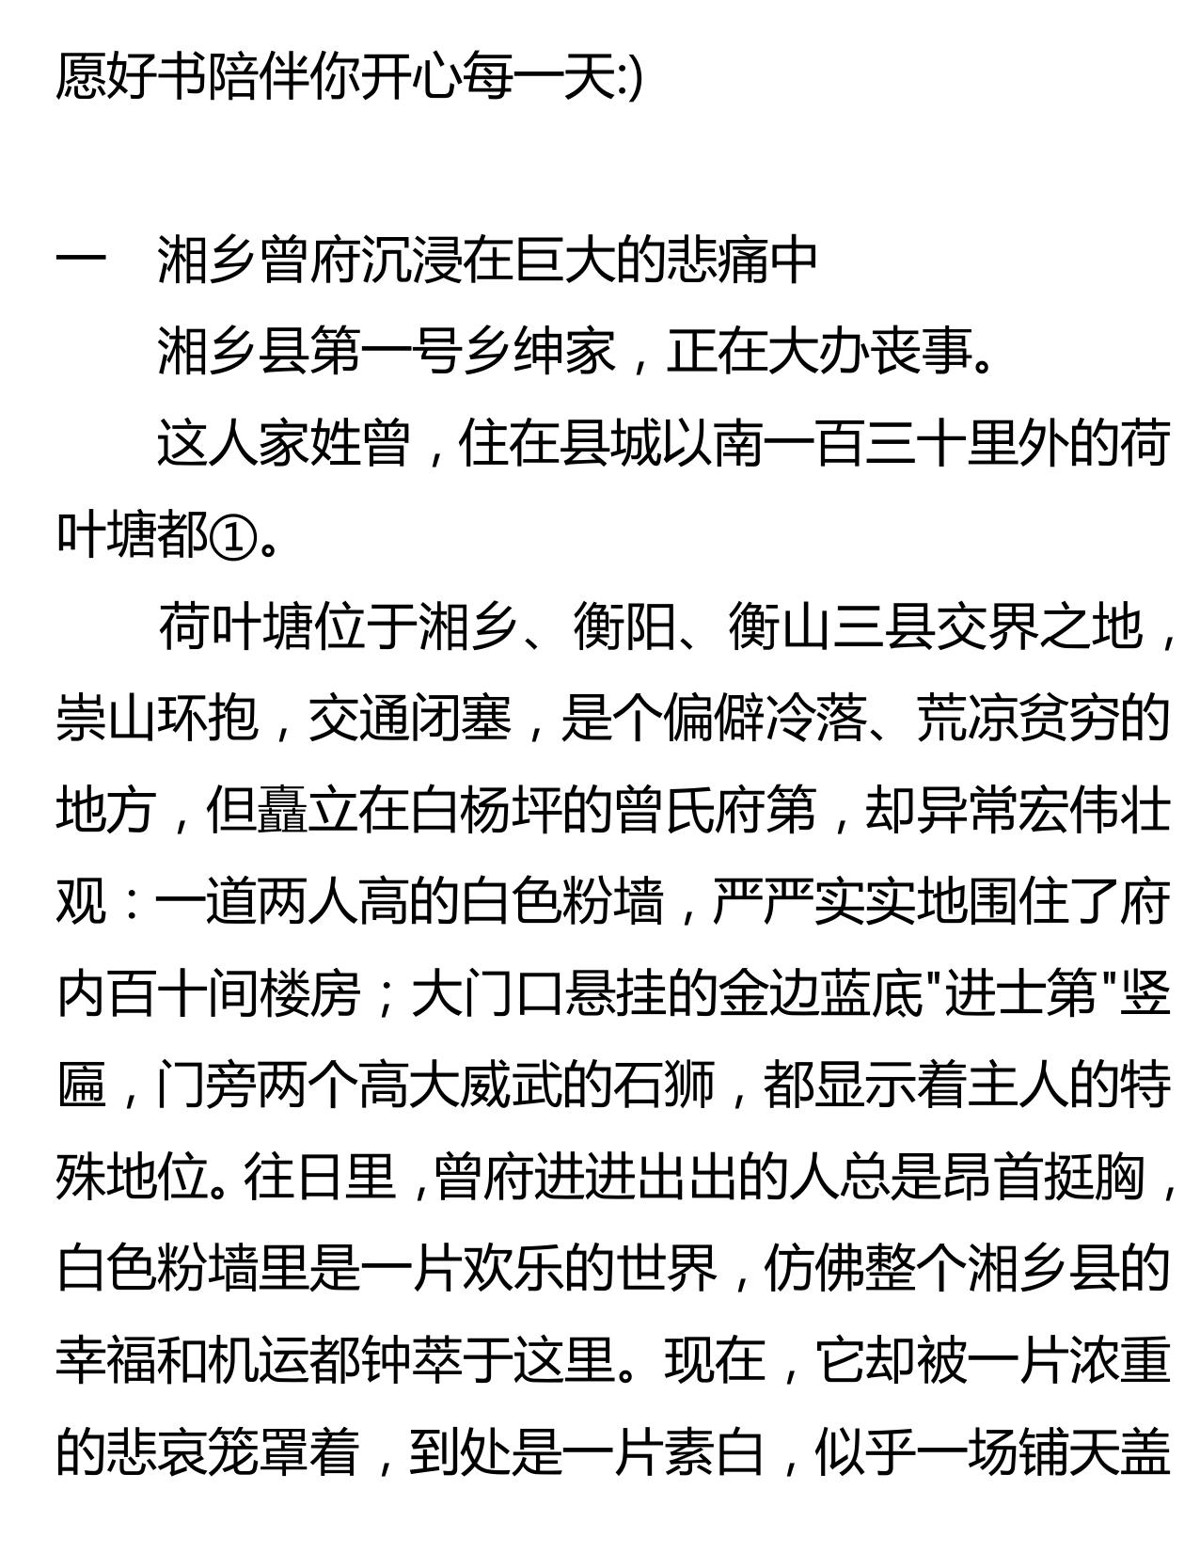 愿好书陪伴你开心每一天:)
一　湘乡曾府沉浸在巨大的悲痛中
湘乡县第一号乡绅家，正在大办丧事。
这人家姓曾，住在县城以南一百三十里外的荷
叶塘都①。
荷叶塘位于湘乡、衡阳、衡山三县交界之地，
崇山环抱，交通闭塞，是个偏僻冷落、荒凉贫穷的
地方，但矗立在白杨坪的曾氏府第，却异常宏伟壮
观：一道两人高的白色粉墙，严严实实地围住了府
内百十间楼房；大门口悬挂的金边蓝底"进士第"竖
匾，门旁两个高大威武的石狮，都显示着主人的特
殊地位。往日里，曾府进进出出的人总是昂首挺胸，
白色粉墙里是一片欢乐的世界，仿佛整个湘乡县的
幸福和机运都钟萃于这里。现在，它却被一片浓重
的悲哀笼罩着，到处是一片素白，似乎一场铺天盖